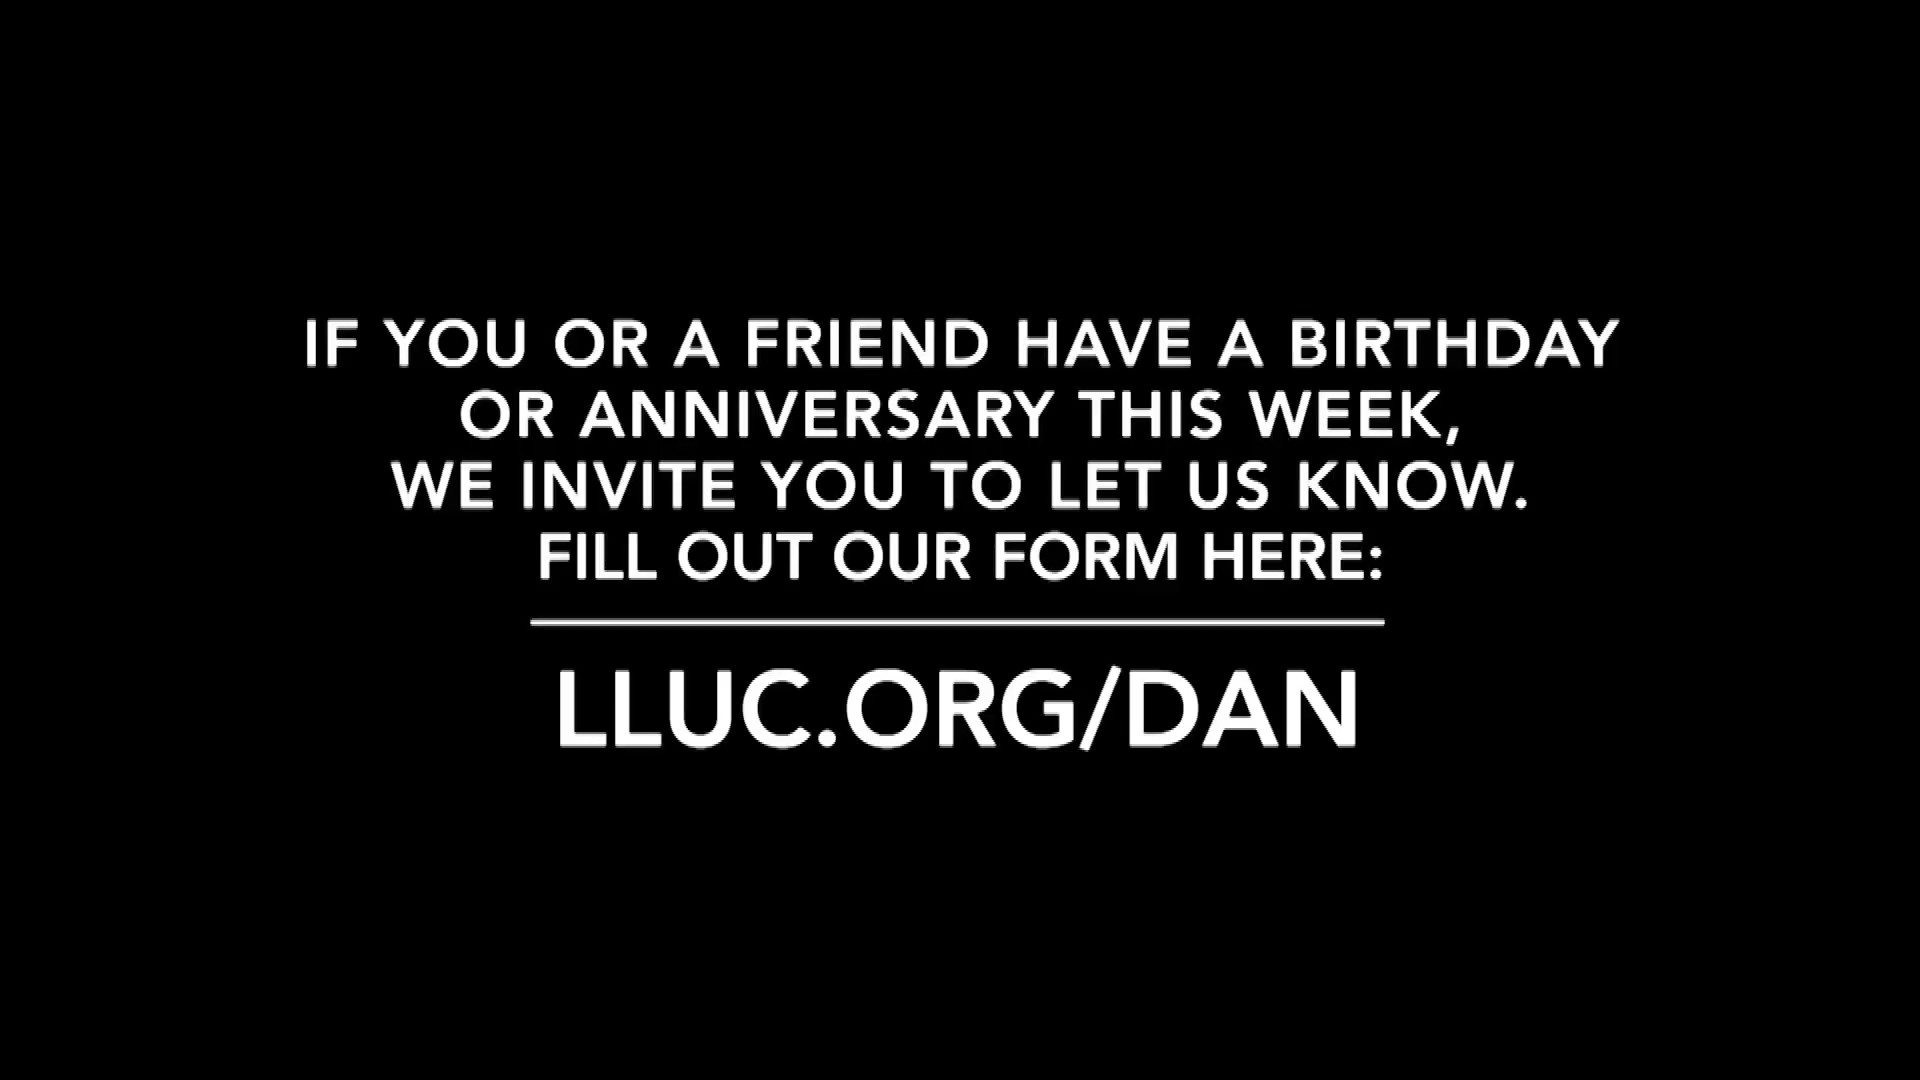 IF YOU OR A FRIEND HAVE A BIRTHDAY
OR ANNIVERSARY THIS WEEK,
WE INVITE YOU TO LET US KNOW.
FILL OUT OUR FORM HERE:
LLUC.ORG/DAN